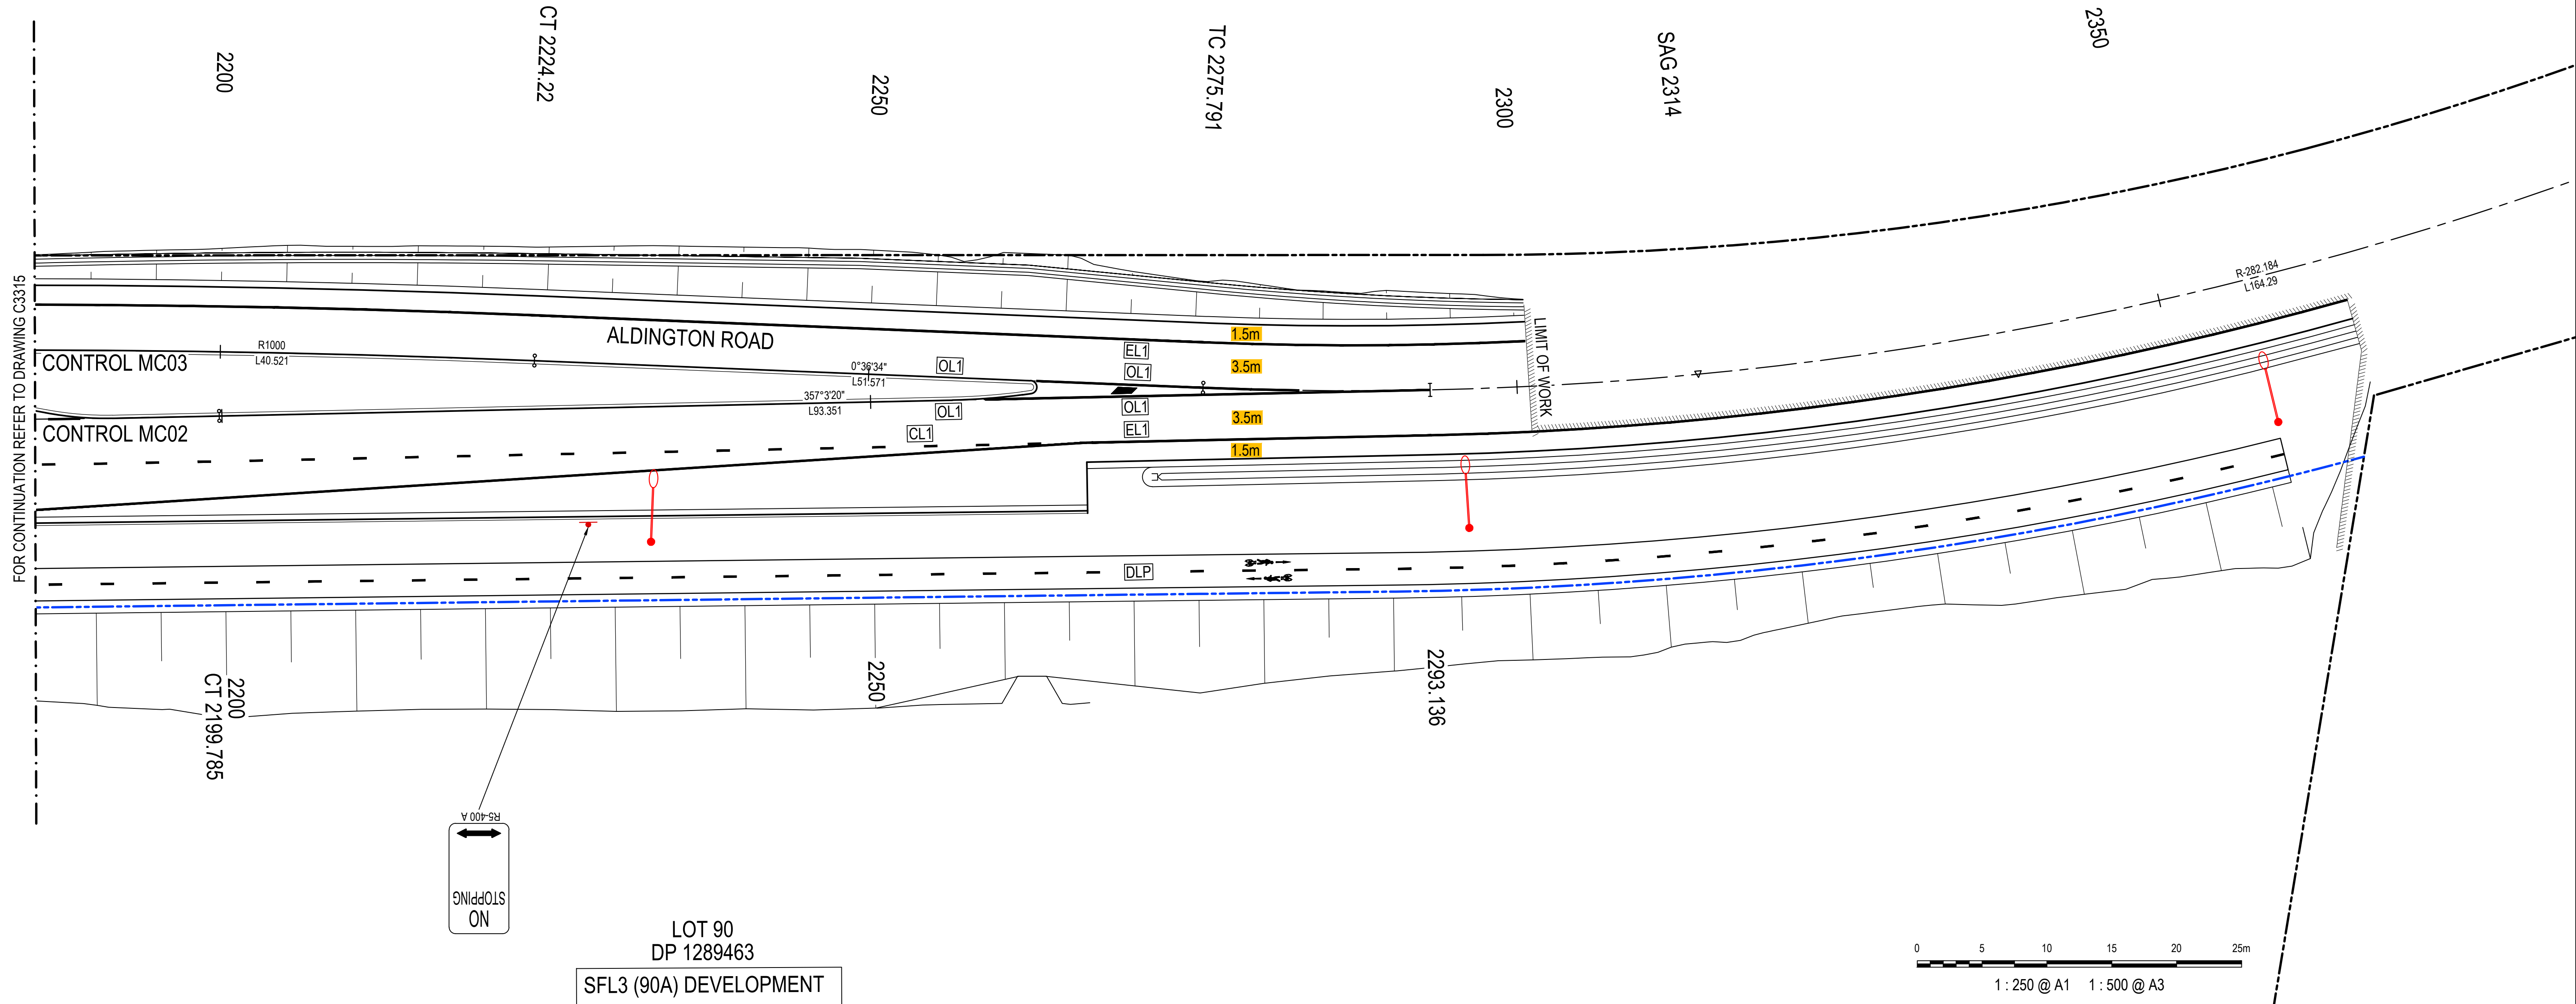 2200
CT 2224.22
2250
TC 2275.791
2300
SAG 2314
2350
FOR CONTINUATION REFER TO DRAWING C3315
ALDINGTON ROAD
CONTROL MC03
R1000
L40.521
0°36'34"
L51.571
357°3'20"
L93.351
CONTROL MC02
OL1
OL1
CL1
EL1
OL1
OL1
EL1
1.5m
3.5m
3.5m
1.5m
LIMIT OF WORK
R-282.184
L164.29
DLP
2200
CT 2199.785
2250
2293.136
R5-400 A
NO
STOPPING
LOT 90
DP 1289463
SFL3 (90A) DEVELOPMENT
0 5 10 15 20 25m
1 : 250 @ A1 1 : 500 @ A3